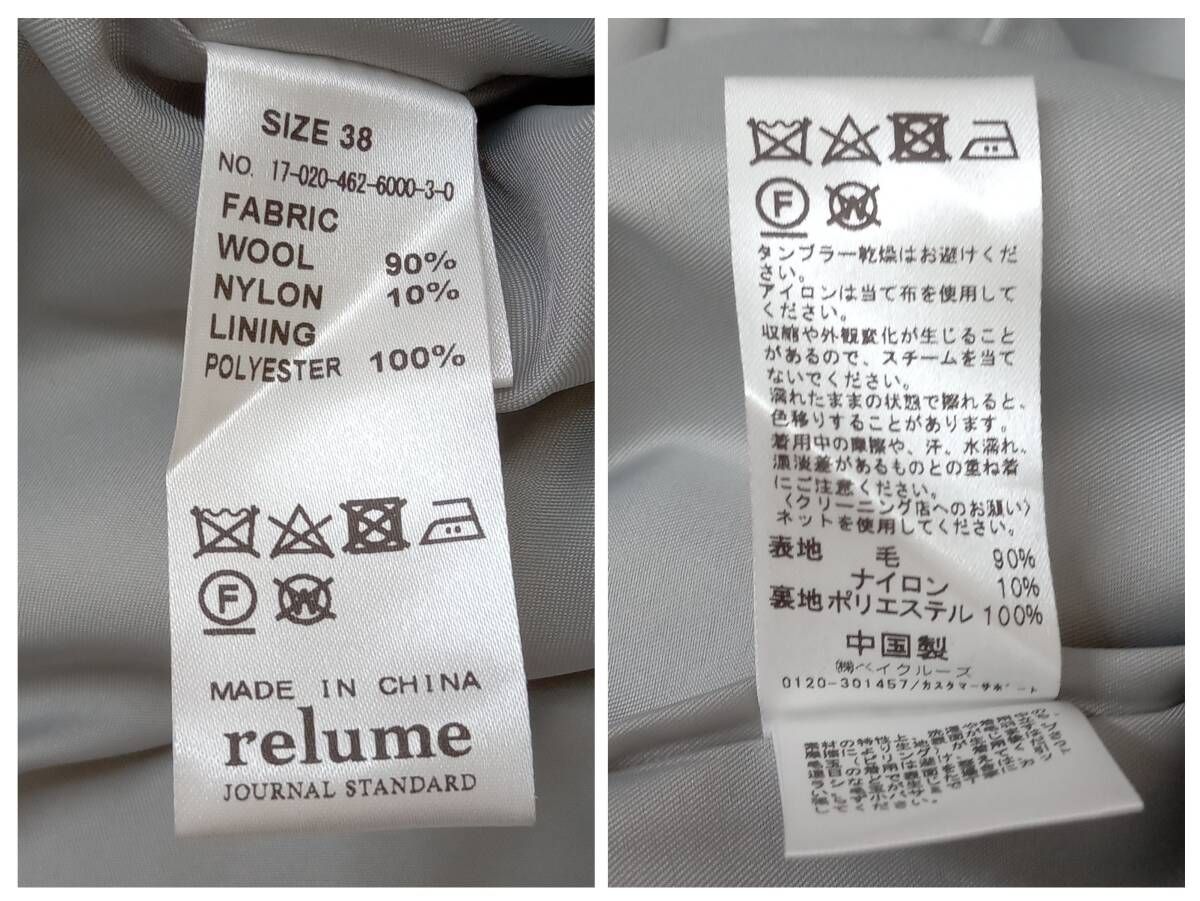 SIZE 38
NO. 17-020-462-6000-3-0
FABRIC
WOOL 90%
NYLON 10%
LINING
POLYESTER 100%
F
W
MADE IN CHINA
relume
JOURNAL STANDARD
F
W
タンブラー乾燥はお避けくだ
さい。
アイロンは当て布を使用して
ください。
収縮や外観変化が生じること
があるので、スチームを当て
ないでください。
濡れたままの状態で擦れると、
色移りすることがあります。
着用中の摩擦や、汗、水濡れ、
濃淡差があるものとの重ね着
にご注意ください。
〈クリーニング店へのお願い〉
ネットを使用してください。
表地 毛 90%
ナイロン 10%
裏地 ポリエステル 100%
中国製
㈱ベイクルーズ
0120-301457/カスタマーサポート